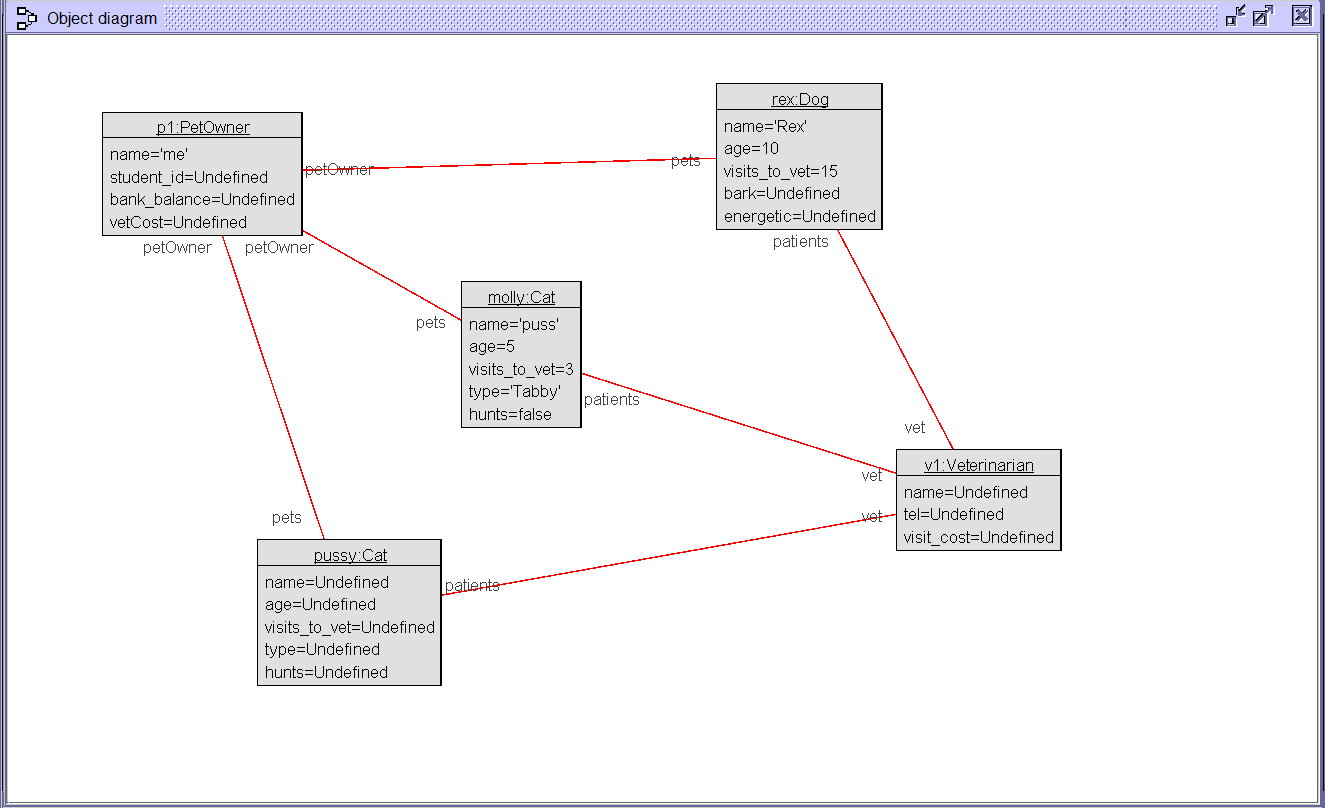 Object diagram
p1:PetOwner
name='me'
student_id=Undefined
bank_balance=Undefined
vetCost=Undefined
petOwner
pets
rex:Dog
name='Rex'
age=10
visits_to_vet=15
bark=Undefined
energetic=Undefined
petOwner
petOwner
patients
molly:Cat
name='puss'
age=5
visits_to_vet=3
type='Tabby'
hunts=false
pets
patients
vet
vet
v1:Veterinarian
name=Undefined
tel=Undefined
visit_cost=Undefined
vet
pets
pussy:Cat
name=Undefined
age=Undefined
visits_to_vet=Undefined
type=Undefined
hunts=Undefined
patients